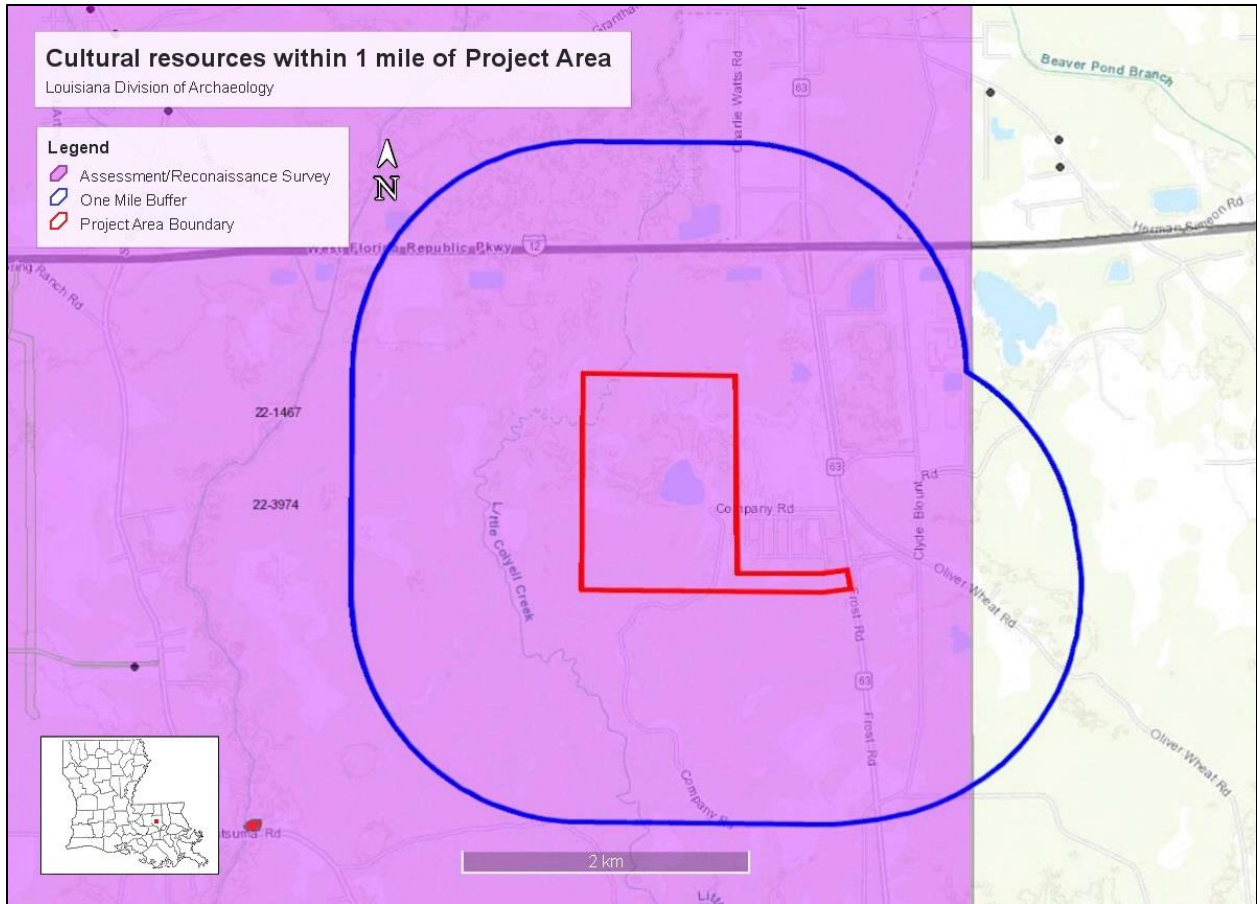 Cultural resources within 1 mile of Project Area
Louisiana Division of Archaeology
Legend
Assessment/Reconaissance Survey
One Mile Buffer
Project Area Boundary
N
Charlie Watts Rd
63
Beaver Pond Branch
Herman Simeon Rd
West Florida Republic Pkwy
12
Ranch Rd
22-1467
22-3974
Little Colyell Creek
63
Company Rd
Clyde Blount
Rd
Oliver Wheat Rd
Frost Rd
63
Frost Rd
Oliver Wheat Rd
Company Rd
Rd
2 km